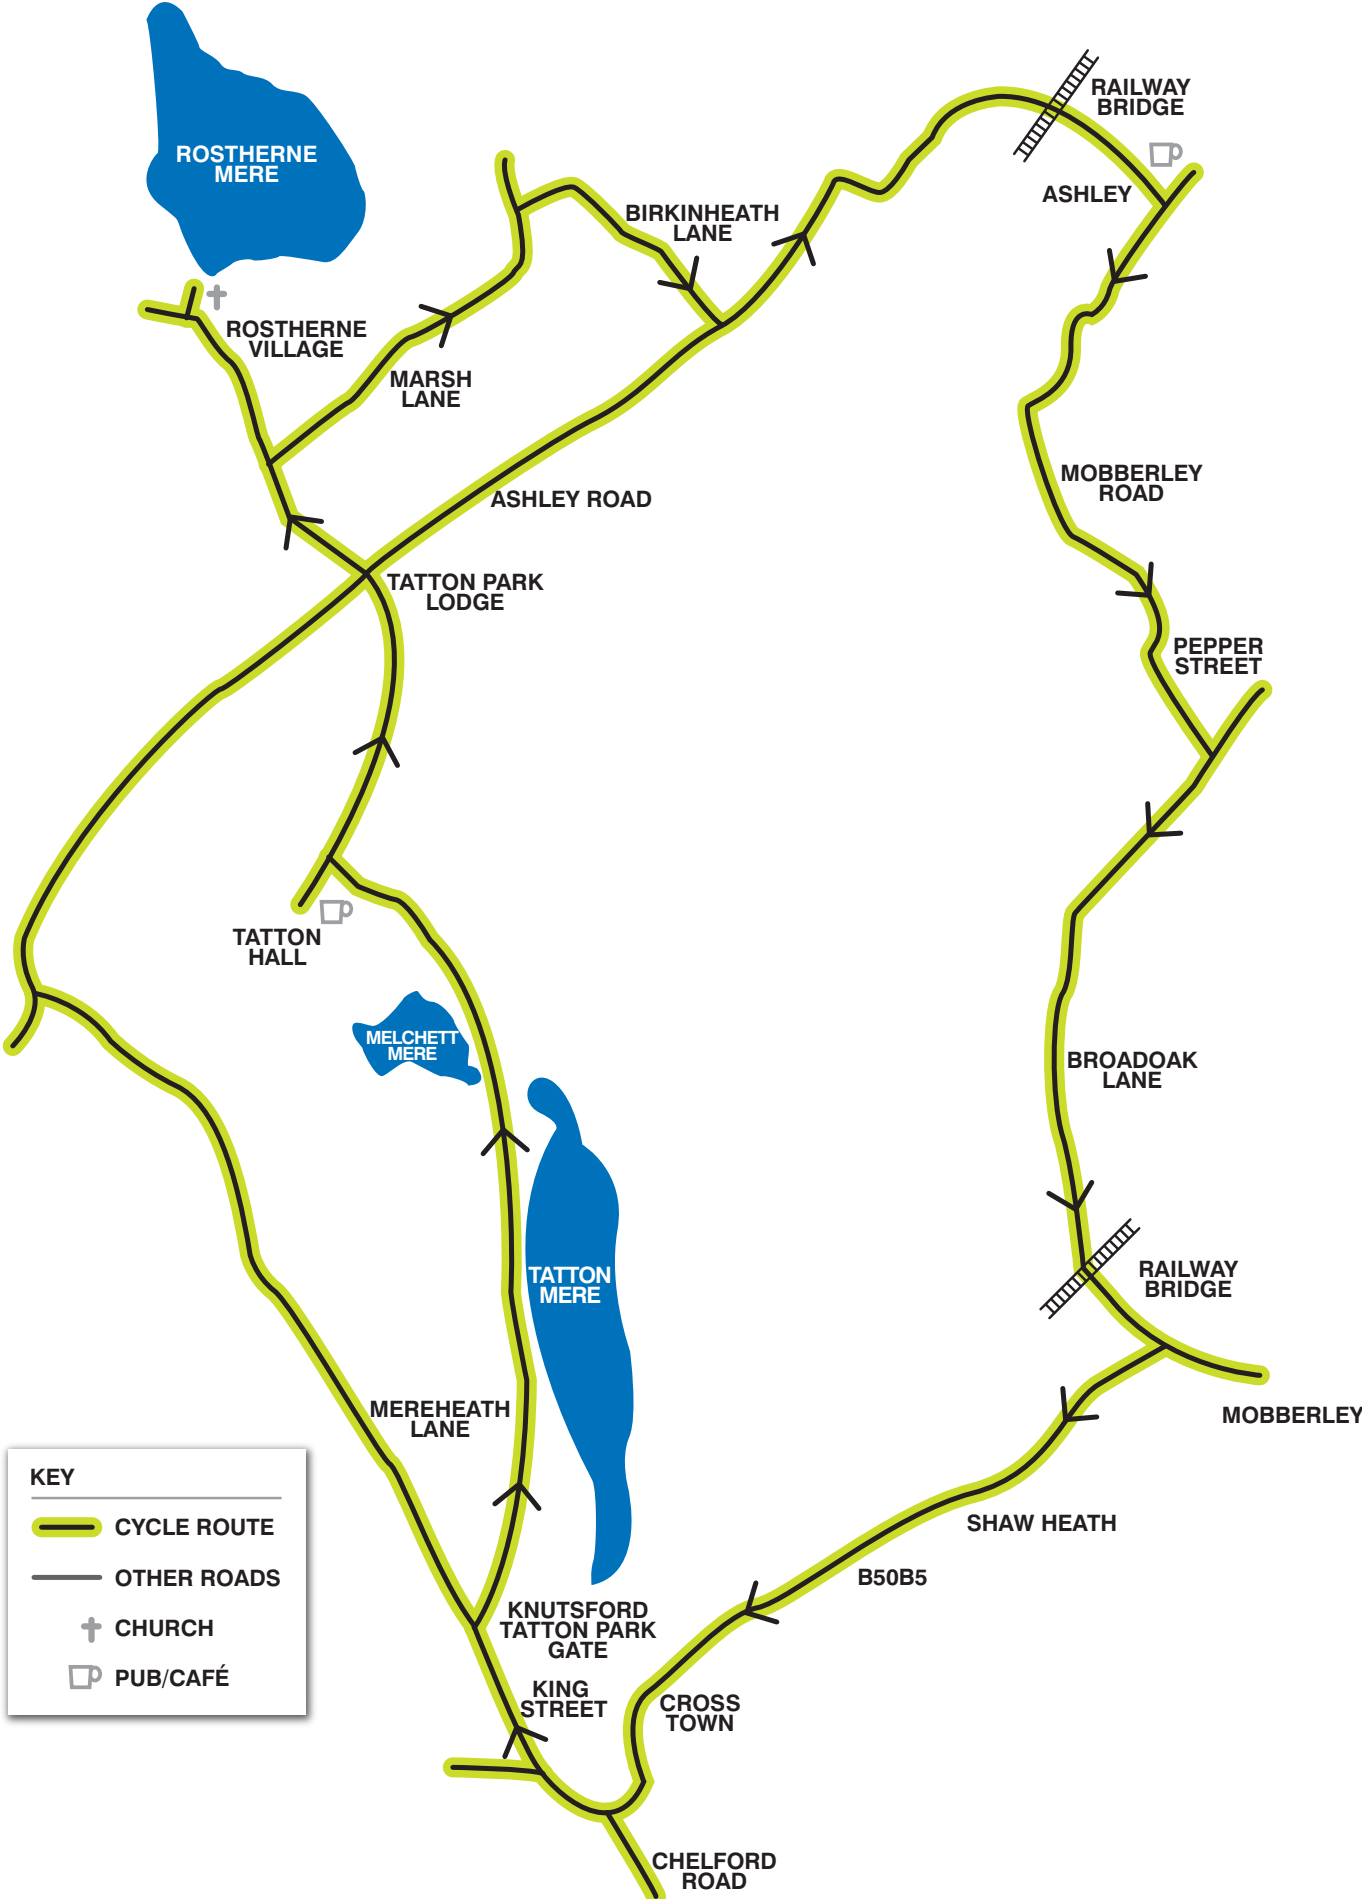 RAILWAY
BRIDGE
ROSTHERNE
MERE
ASHLEY
BIRKINHEATH
LANE
ROSTHERNE
VILLAGE
MARSH
LANE
MOBBERLEY
ROAD
ASHLEY ROAD
TATTON PARK
LODGE
PEPPER
STREET
TATTON
HALL
MELCHETT
MERE
BROADOAK
LANE
TATTON
MERE
RAILWAY
BRIDGE
MEREHEATH
LANE
MOBBERLEY
KEY
CYCLE ROUTE
OTHER ROADS
CHURCH
PUB/CAFÉ
SHAW HEATH
B50B5
KNUTSFORD
TATTON PARK
GATE
KING
STREET
CROSS
TOWN
CHELFORD
ROAD